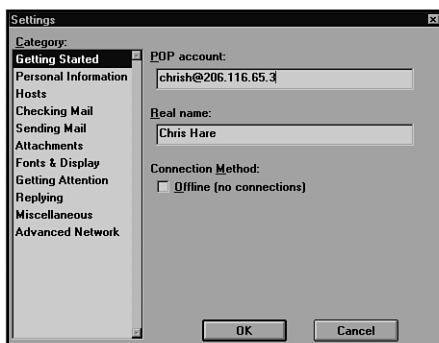 Settings
Category:
Getting Started
Personal Information
Hosts
Checking Mail
Sending Mail
Attachments
Fonts & Display
Getting Attention
Replying
Miscellaneous
Advanced Network
POP account:
chrish@206.116.65.3
Real name:
Chris Hare
Connection Method:
Offline (no connections)
OK
Cancel